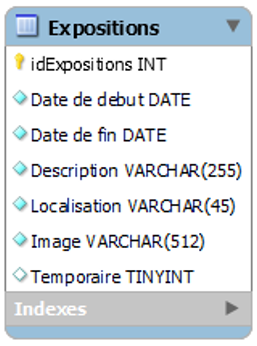 Expositions
idExpositions INT
Date de debut DATE
Date de fin DATE
Description VARCHAR(255)
Localisation VARCHAR(45)
Image VARCHAR(512)
Temporaire TINYINT
Indexes